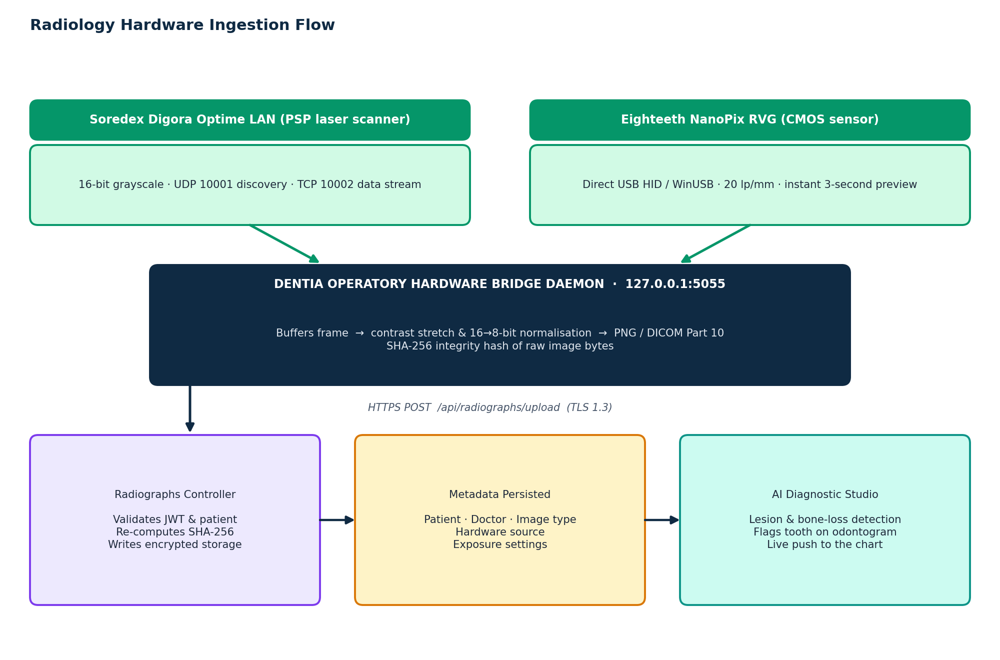 Radiology Hardware Ingestion Flow
Soredex Digora Optime LAN (PSP laser scanner)
16-bit grayscale · UDP 10001 discovery · TCP 10002 data stream
Eighteeth NanoPix RVG (CMOS sensor)
Direct USB HID / WinUSB · 20 lp/mm · instant 3-second preview
DENTIA OPERATORY HARDWARE BRIDGE DAEMON · 127.0.0.1:5055
Buffers frame → contrast stretch & 16→8-bit normalisation → PNG / DICOM Part 10
SHA-256 integrity hash of raw image bytes
HTTPS POST /api/radiographs/upload (TLS 1.3)
Radiographs Controller
Validates JWT & patient
Re-computes SHA-256
Writes encrypted storage
Metadata Persisted
Patient · Doctor · Image type
Hardware source
Exposure settings
AI Diagnostic Studio
Lesion & bone-loss detection
Flags tooth on odontogram
Live push to the chart